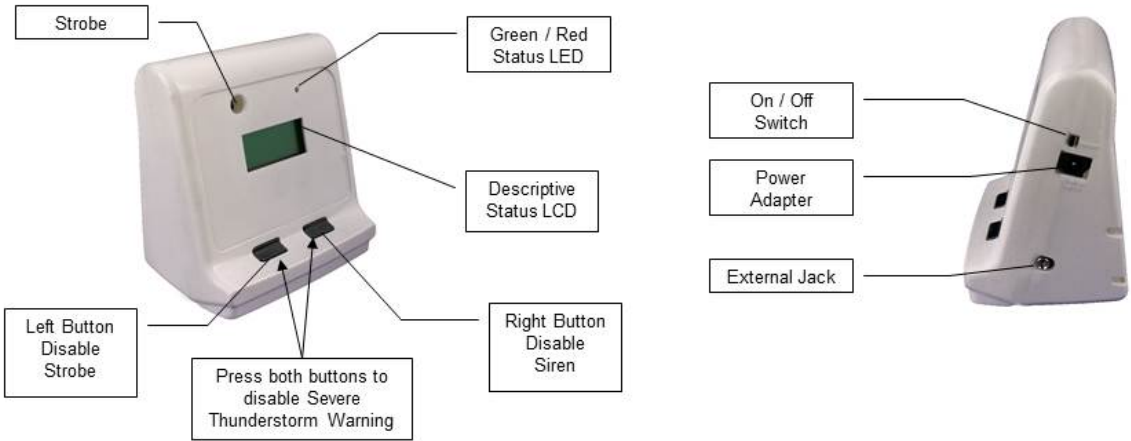 Strobe
Green / Red
Status LED
Descriptive
Status LCD
Left Button
Disable
Strobe
Press both buttons to
disable Severe
Thunderstorm Warning
Right Button
Disable
Siren
On / Off
Switch
Power
Adapter
External Jack